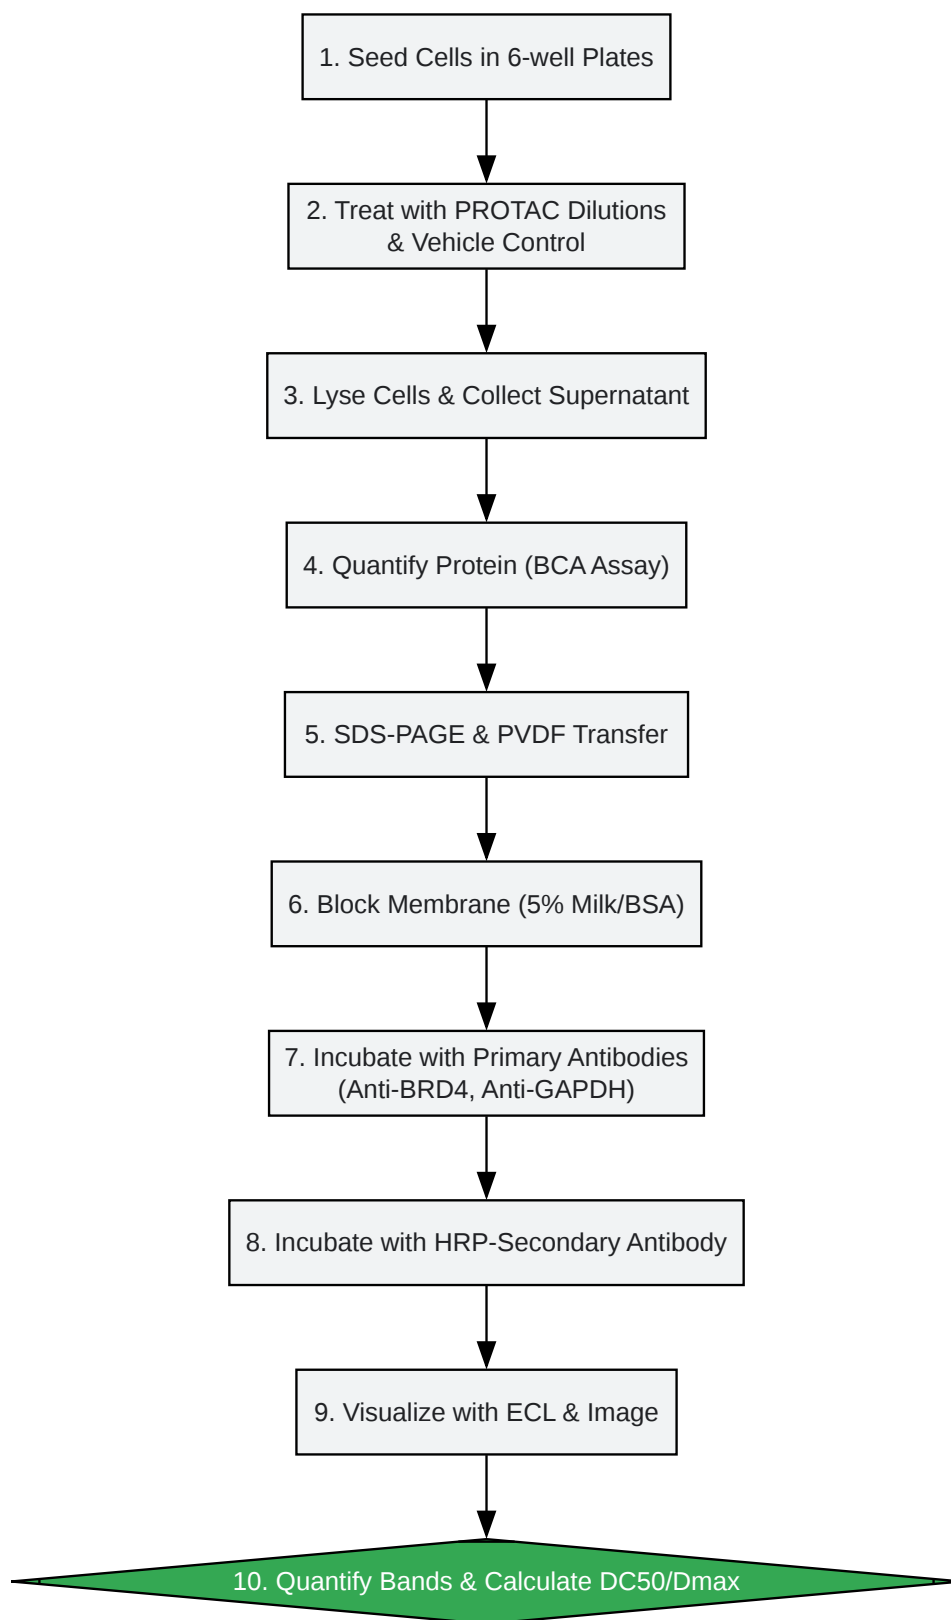 1. Seed Cells in 6-well Plates
2. Treat with PROTAC Dilutions
& Vehicle Control
3. Lyse Cells & Collect Supernatant
4. Quantify Protein (BCA Assay)
5. SDS-PAGE & PVDF Transfer
6. Block Membrane (5% Milk/BSA)
7. Incubate with Primary Antibodies
(Anti-BRD4, Anti-GAPDH)
8. Incubate with HRP-Secondary Antibody
9. Visualize with ECL & Image
10. Quantify Bands & Calculate DC50/Dmax